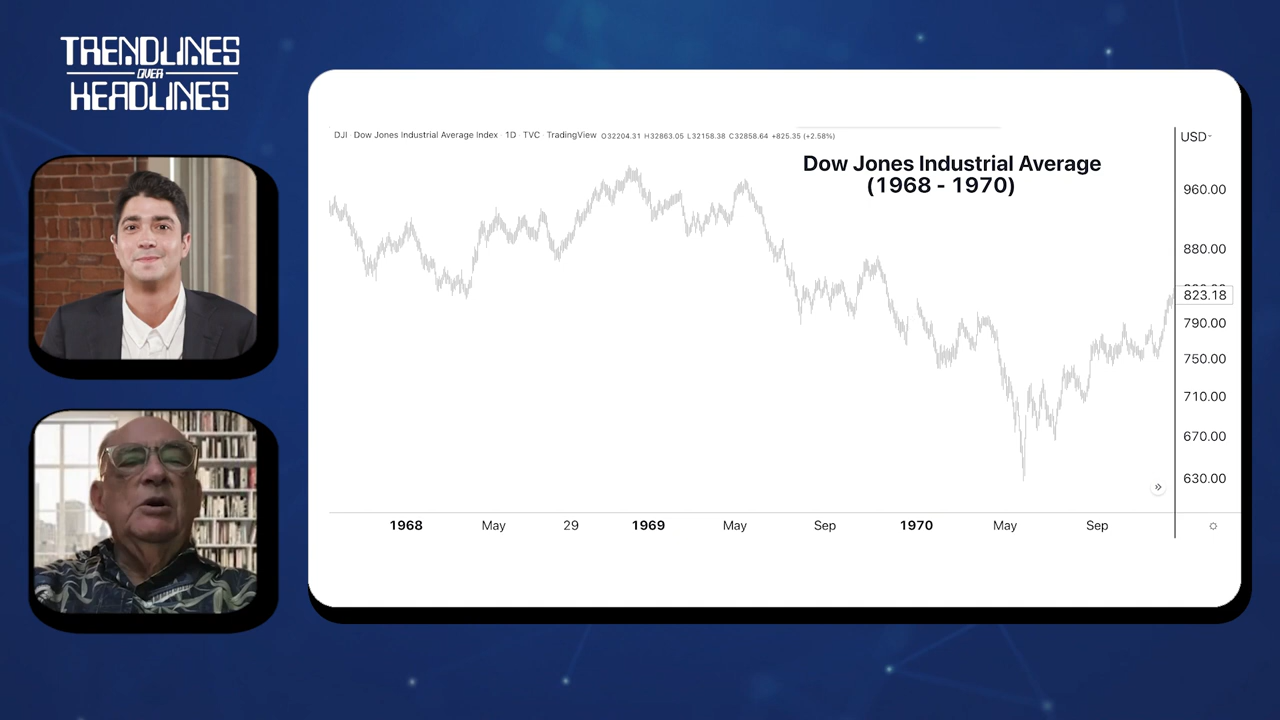 TRENDLINES
OVER
HEADLINES
DJI · Dow Jones Industrial Average Index · 1D · TVC · TradingView O32204.31 H32863.05 L32158.38 C32858.64 +825.35 (+2.58%)
USD
Dow Jones Industrial Average
(1968 - 1970)
960.00
880.00
823.18
790.00
750.00
710.00
670.00
630.00
1968 May 29 1969 May Sep 1970 May Sep